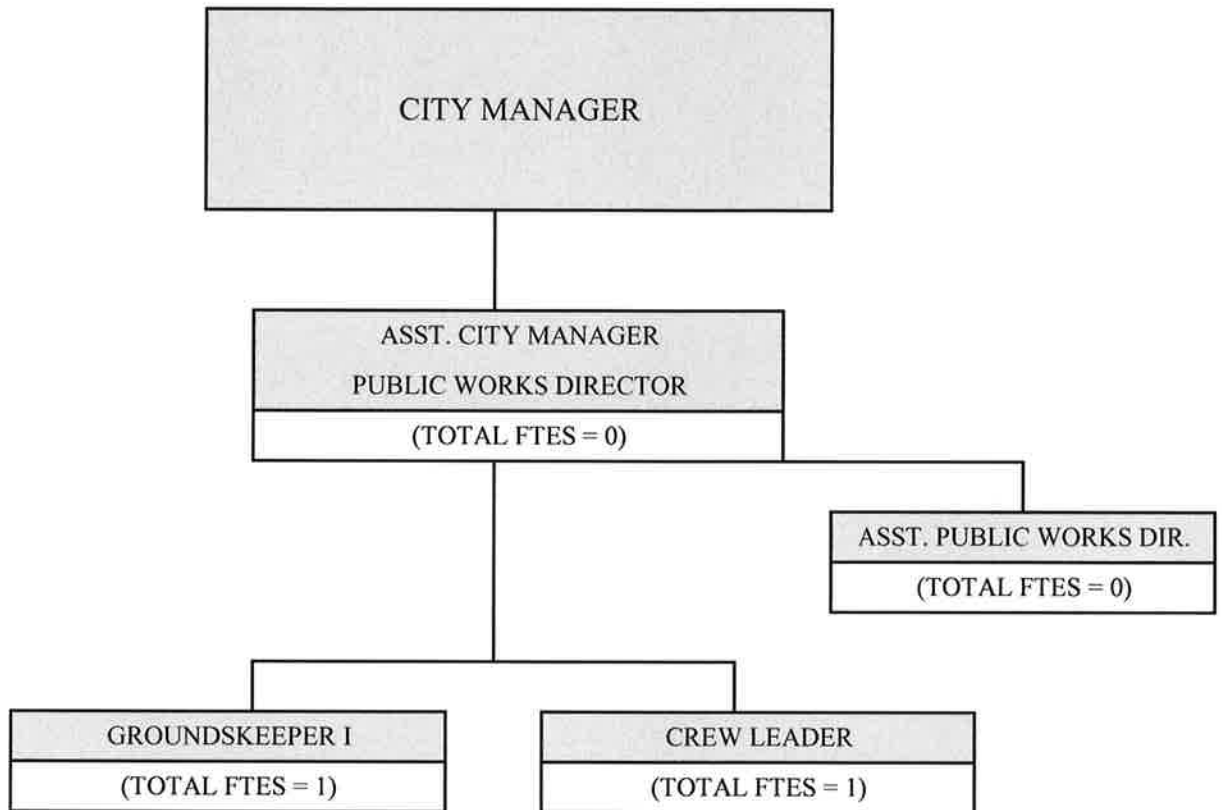 CITY MANAGER
ASST. CITY MANAGER
PUBLIC WORKS DIRECTOR
(TOTAL FTES = 0)
ASST. PUBLIC WORKS DIR.
(TOTAL FTES = 0)
GROUNDSKEEPER I
(TOTAL FTES = 1)
CREW LEADER
(TOTAL FTES = 1)